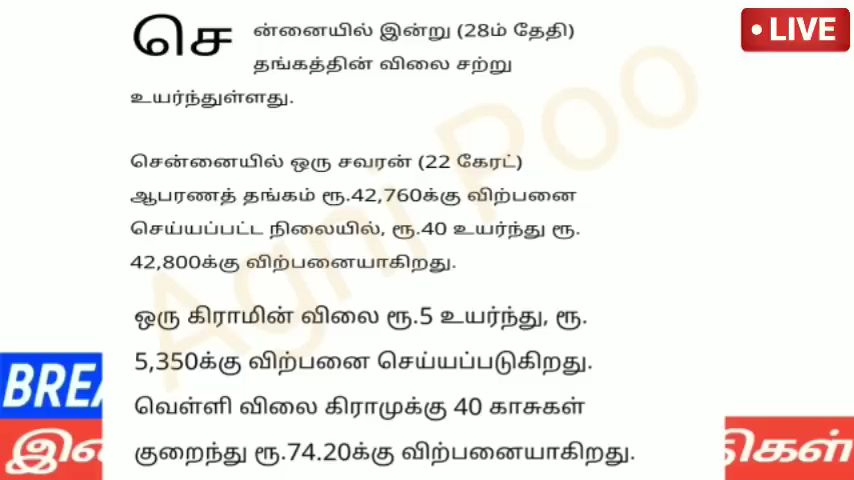 LIVE
சென்னையில் இன்று (28ம் தேதி)
தங்கத்தின் விலை சற்று
உயர்ந்துள்ளது.
சென்னையில் ஒரு சவரன் (22 கேரட்)
ஆபரணத் தங்கம் ரூ.42,760க்கு விற்பனை
செய்யப்பட்ட நிலையில், ரூ.40 உயர்ந்து ரூ.
42,800க்கு விற்பனையாகிறது.
ஒரு கிராமின் விலை ரூ.5 உயர்ந்து, ரூ.
5,350க்கு விற்பனை செய்யப்படுகிறது.
வெள்ளி விலை கிராமுக்கு 40 காசுகள்
குறைந்து ரூ.74.20க்கு விற்பனையாகிறது.
Agni Poo